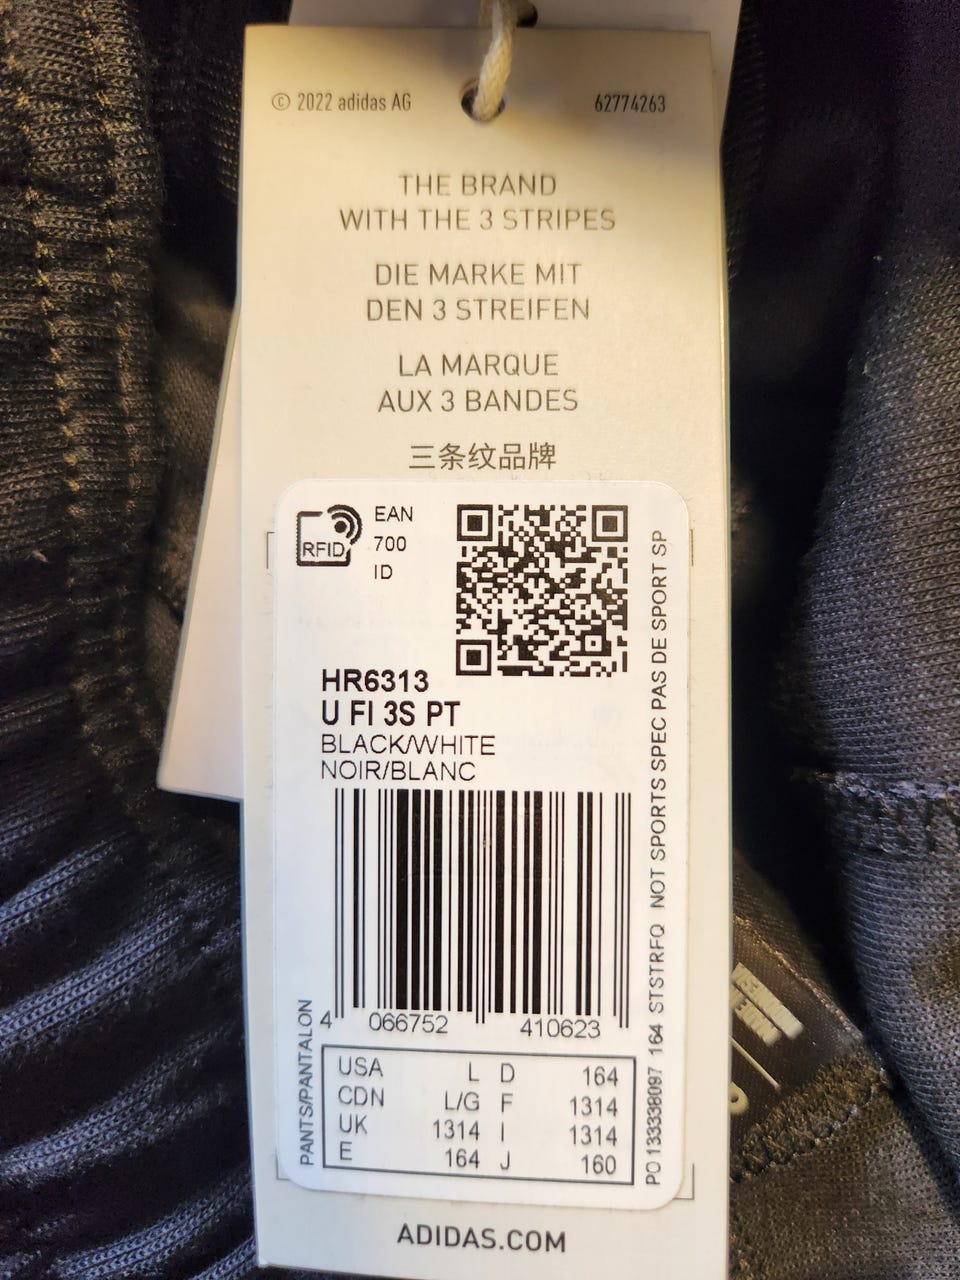 © 2022 adidas AG
62774263
THE BRAND
WITH THE 3 STRIPES
DIE MARKE MIT
DEN 3 STREIFEN
LA MARQUE
AUX 3 BANDES
三条纹品牌
RFID
EAN
700
ID
HR6313
U FI 3S PT
BLACK/WHITE
NOIR/BLANC
4 066752 410623
PANTS/PANTALON
USA L D 164
CDN L/G F 1314
UK 1314 I 1314
E 164 J 160
PO 133338097 164 STSTRFQ NOT SPORTS SPEC PAS DE SPORT SP
ADIDAS.COM